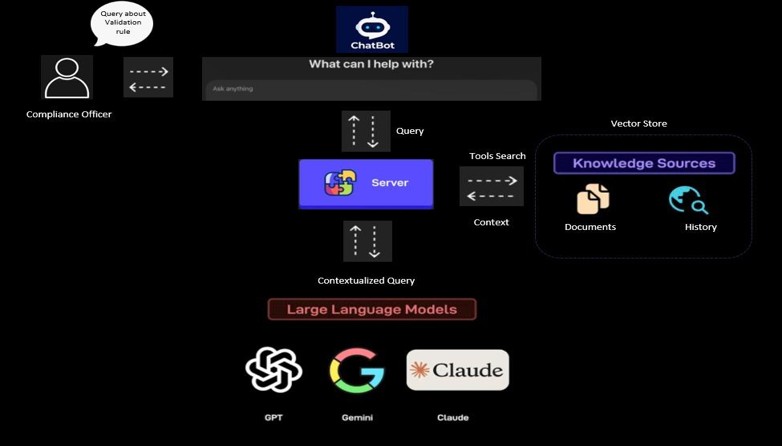 Query about
Validation
rule
ChatBot
What can I help with?
Ask anything
Compliance Officer
Query
Vector Store
Tools Search
Knowledge Sources
Server
Context
Documents
History
Contextualized Query
Large Language Models
Claude
GPT
Gemini
Claude